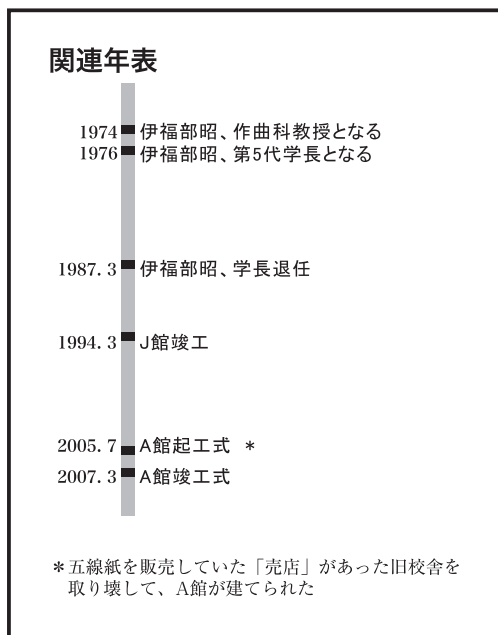 関連年表
1974 伊福部昭、作曲科教授となる
1976 伊福部昭、第5代学長となる
1987. 3 伊福部昭、学長退任
1994. 3 J館竣工
2005. 7 A館起工式 *
2007. 3 A館竣工式
*五線紙を販売していた「売店」があった旧校舎を
取り壊して、A館が建てられた